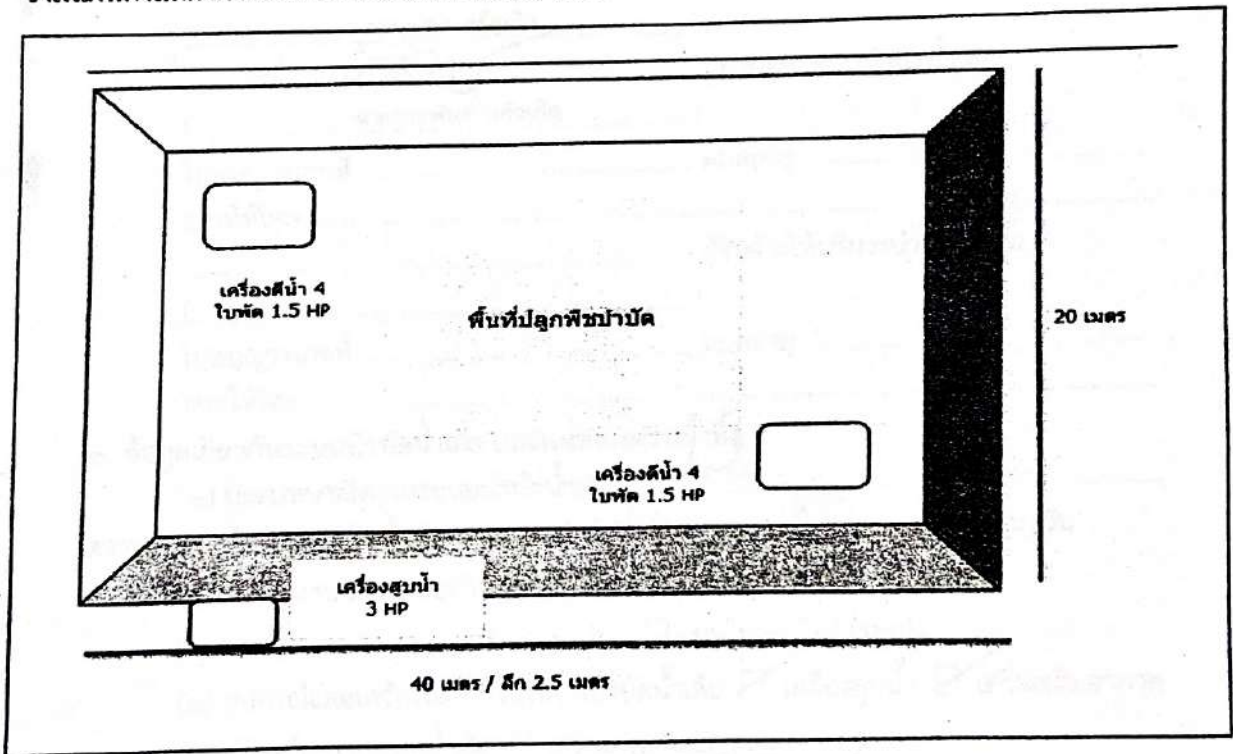 เครื่องตีน้ำ 4
ใบพัด 1.5 HP
พื้นที่ปลูกพืชบำบัด
20 เมตร
เครื่องตีน้ำ 4
ใบพัด 1.5 HP
เครื่องสูบน้ำ
3 HP
40 เมตร / ลึก 2.5 เมตร